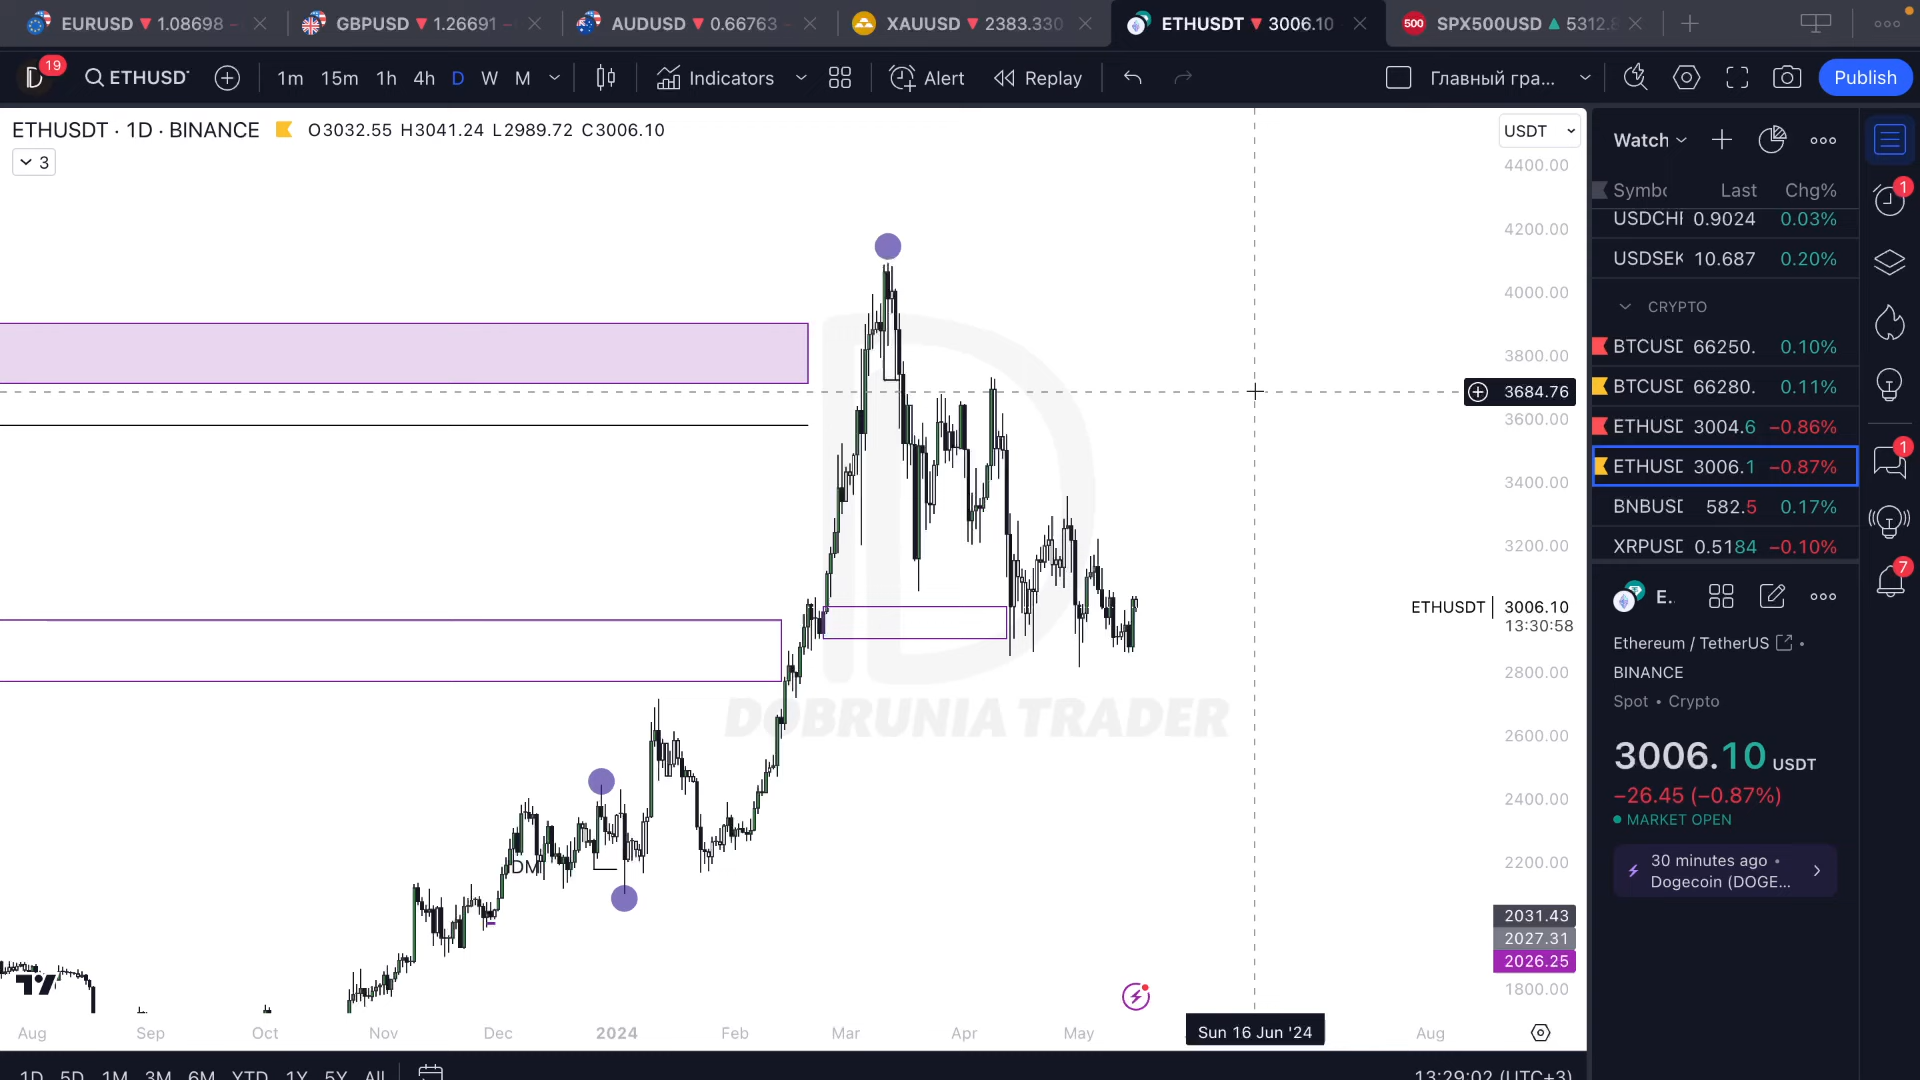 EURUSD ▼ 1.08698 −
GBPUSD ▼ 1.26691 −
AUDUSD ▼ 0.66763 −
XAUUSD ▼ 2383.330
ETHUSDT ▼ 3006.10
500 SPX500USD ▲ 5312.8
19
ETHUSDT
1m 15m 1h 4h D W M
Indicators
Alert
Replay
Главный гра...
Publish
ETHUSDT · 1D · BINANCE
O3032.55 H3041.24 L2989.72 C3006.10
3
USDT
4400.00
4200.00
4000.00
3800.00
3684.76
3600.00
3400.00
3200.00
ETHUSDT 3006.10
13:30:58
2800.00
2600.00
2400.00
2200.00
2031.43
2027.31
2026.25
1800.00
DOBRUNIA TRADER
IDM
Aug Sep Oct Nov Dec 2024 Feb Mar Apr May Sun 16 Jun '24 Aug
1D 5D 1M 3M 6M YTD 1Y 5Y All
13:29:02 (UTC+3)
Watch
Symbo Last Chg%
USDCHF 0.9024 0.03%
USDSEK 10.687 0.20%
CRYPTO
BTCUSD 66250. 0.10%
BTCUSD 66280. 0.11%
ETHUSD 3004.6 −0.86%
ETHUSD 3006.1 −0.87%
BNBUSD 582.5 0.17%
XRPUSD 0.5184 −0.10%
E..
Ethereum / TetherUS •
BINANCE
Spot • Crypto
3006.10 USDT
−26.45 (−0.87%)
MARKET OPEN
30 minutes ago •
Dogecoin (DOGE...
1
1
7